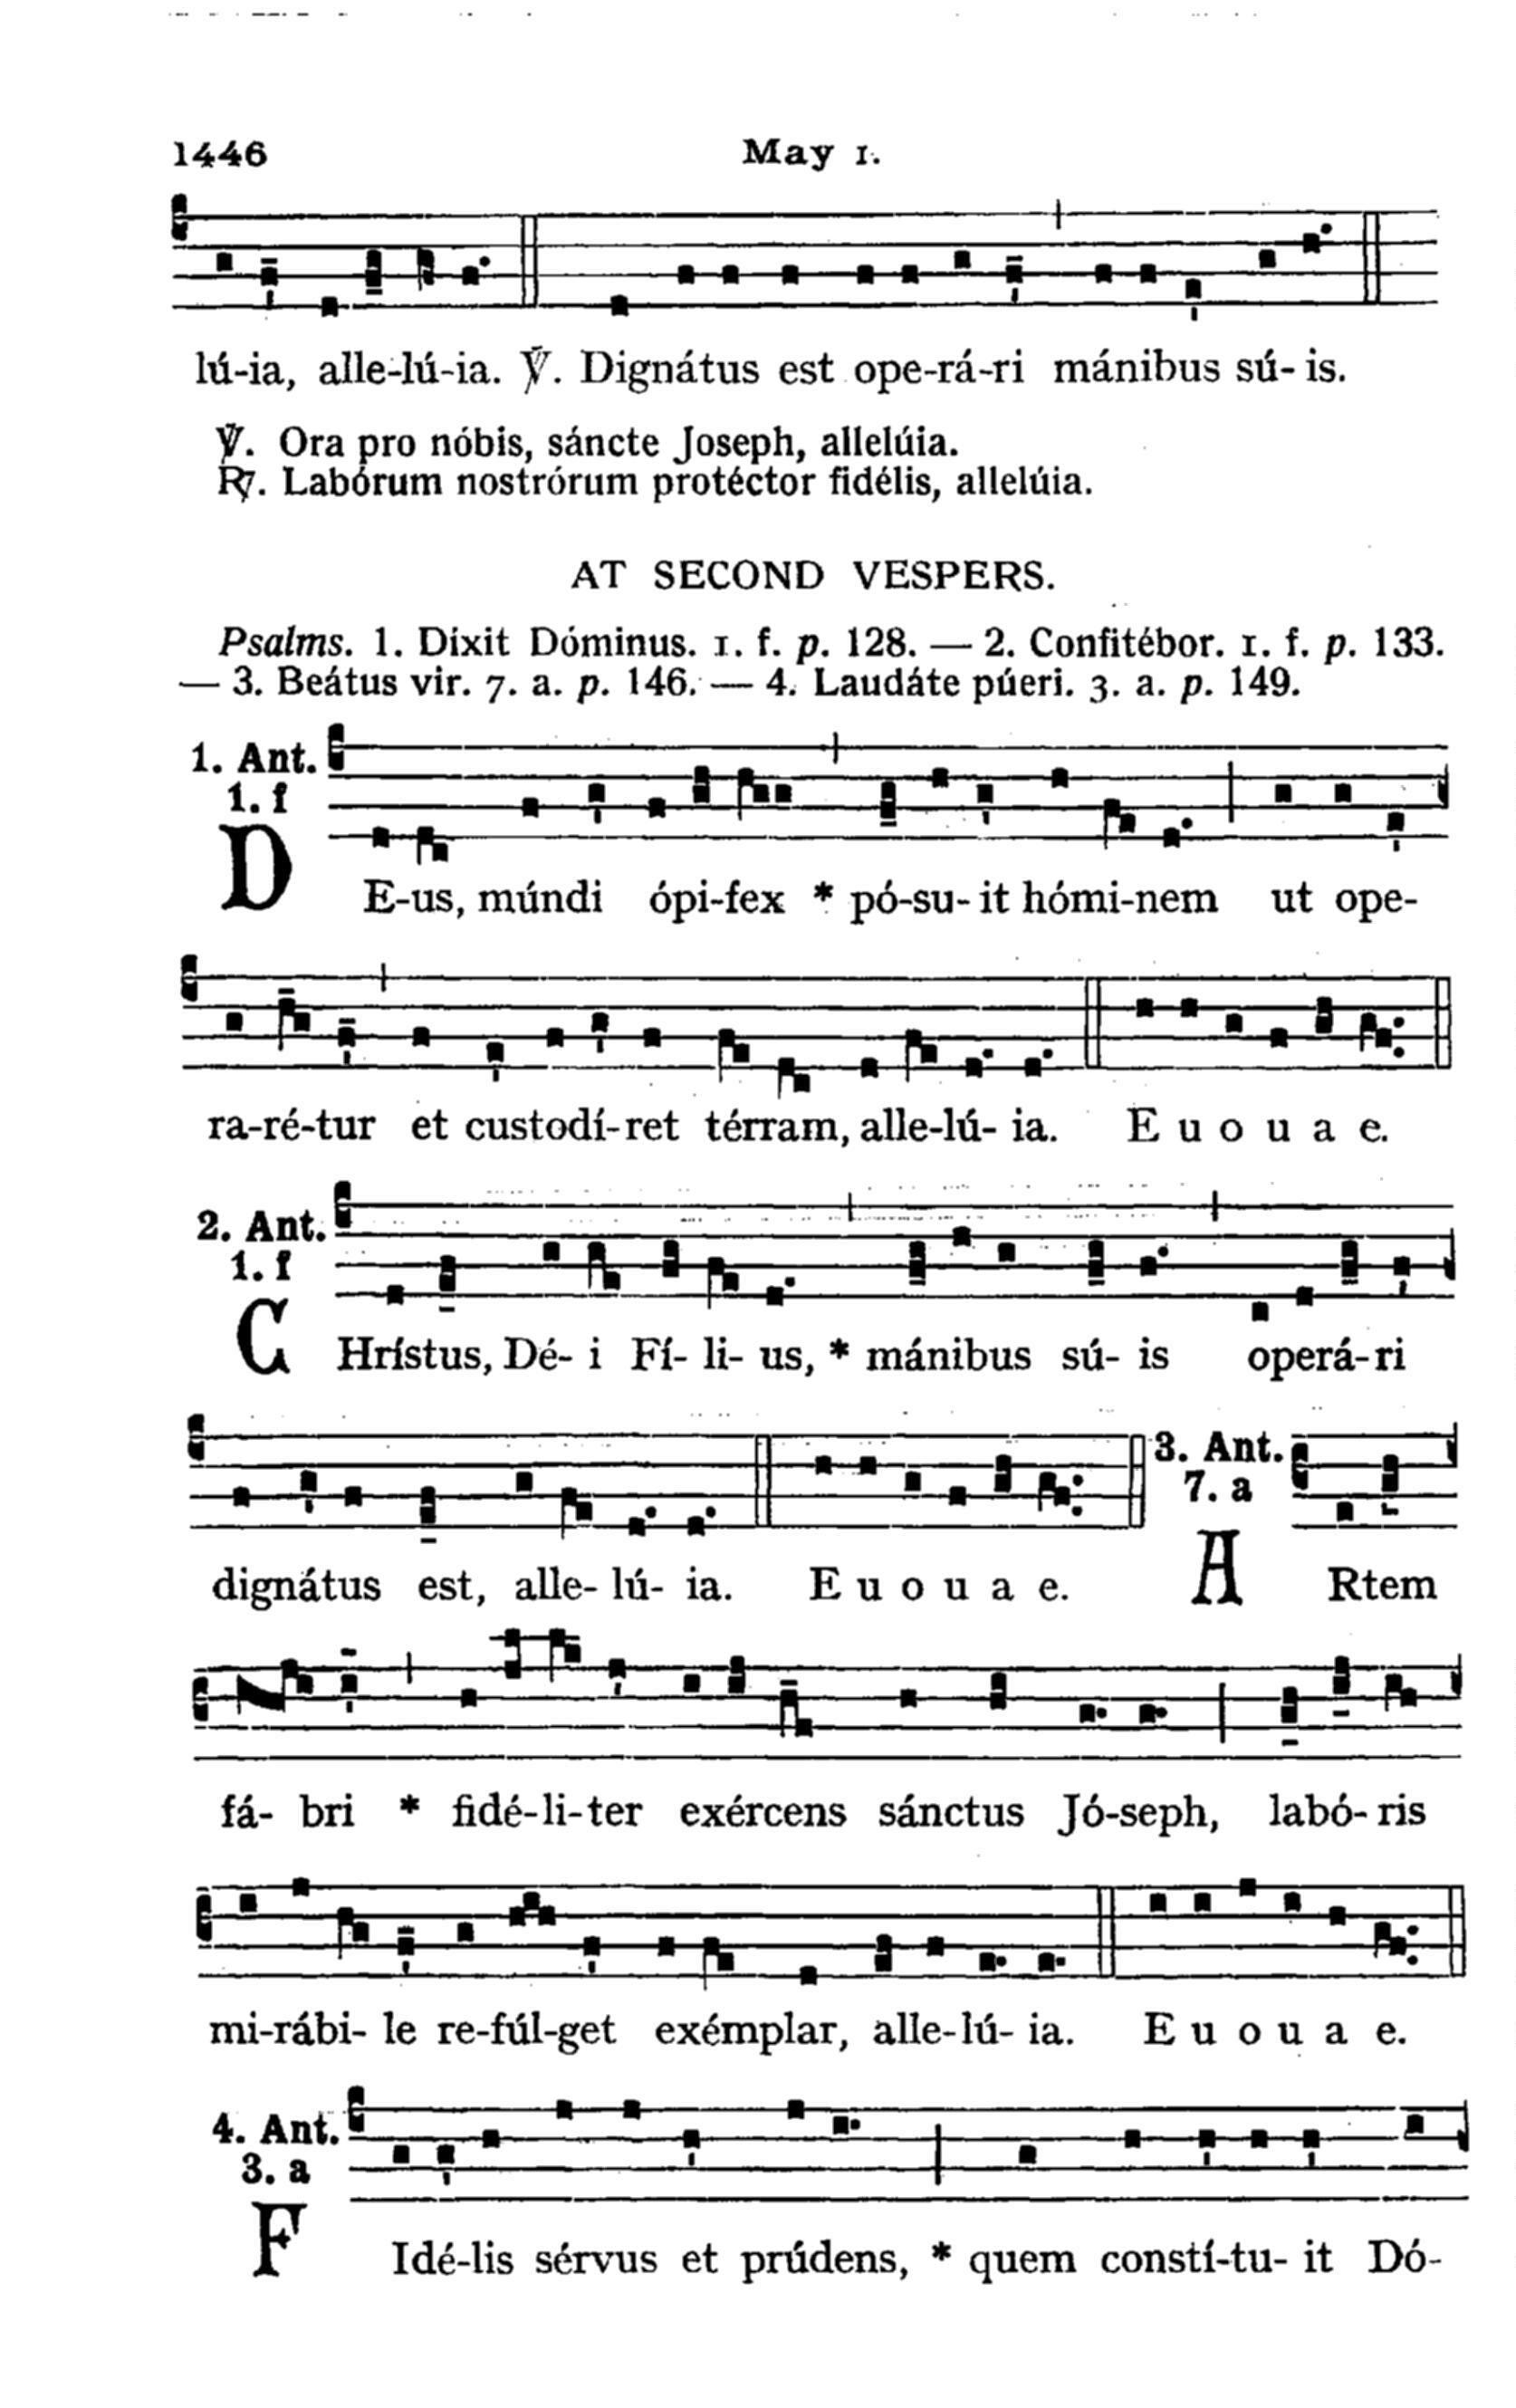 1446 May 1.
lú-ia, alle-lú-ia. ℣. Dignátus est ope-rá-ri mánibus sú- is.
℣. Ora pro nóbis, sáncte Joseph, allelúia.
℟. Labórum nostrórum protéctor fidélis, allelúia.
AT SECOND VESPERS.
Psalms. 1. Dixit Dóminus. 1. f. p. 128. — 2. Confitébor. 1. f. p. 133.
— 3. Beátus vir. 7. a. p. 146. — 4. Laudáte púeri. 3. a. p. 149.
1. Ant.
1. f
DE-us, múndi ópi-fex * pó-su- it hómi-nem ut ope-
ra-ré-tur et custodí-ret térram, alle-lú- ia. E u o u a e.
2. Ant.
1. f
CHrístus, Dé- i Fí- li- us, * mánibus sú- is operá-ri
dignátus est, alle- lú- ia. E u o u a e.
3. Ant.
7. a
ARtem
fá- bri * fidé-li-ter exércens sánctus Jó-seph, labó- ris
mi-rábi- le re-fúl-get exémplar, alle-lú- ia. E u o u a e.
4. Ant.
3. a
FIdé-lis sérvus et prúdens, * quem constí-tu- it Dó-